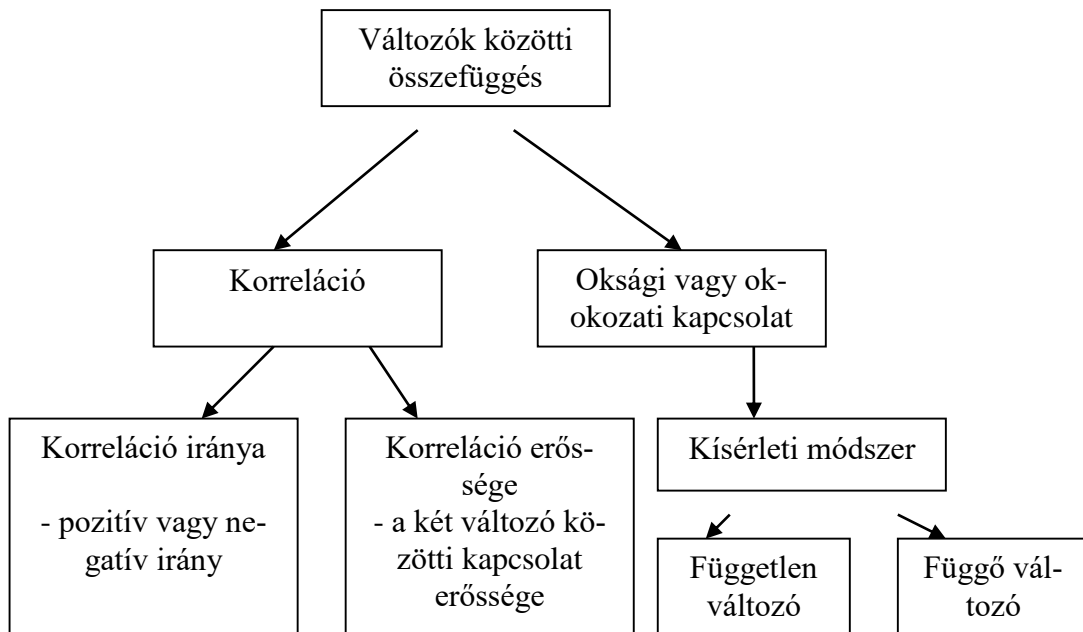 Változók közötti
összefüggés
Korreláció
Oksági vagy ok-
okozati kapcsolat
Korreláció iránya
- pozitív vagy ne-
gatív irány
Korreláció erős-
sége
- a két változó kö-
zötti kapcsolat
erőssége
Kísérleti módszer
Független
változó
Függő vál-
tozó